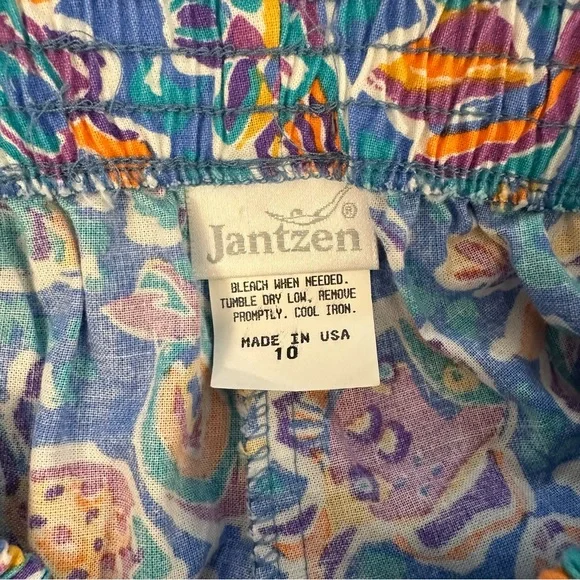 Jantzen ®
BLEACH WHEN NEEDED.
TUMBLE DRY LOW, REMOVE
PROMPTLY. COOL IRON.
MADE IN USA
10